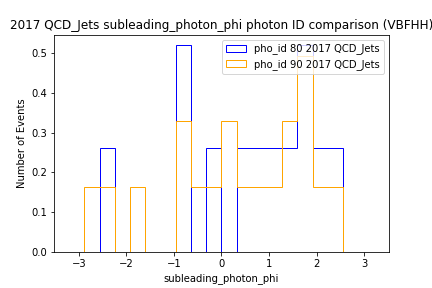 2017 QCD_Jets subleading_photon_phi photon ID comparison (VBFHH)
pho_id 80 2017 QCD_Jets
pho_id 90 2017 QCD_Jets
Number of Events
0.5
0.4
0.3
0.2
0.1
0.0
−3 −2 −1 0 1 2 3
subleading_photon_phi